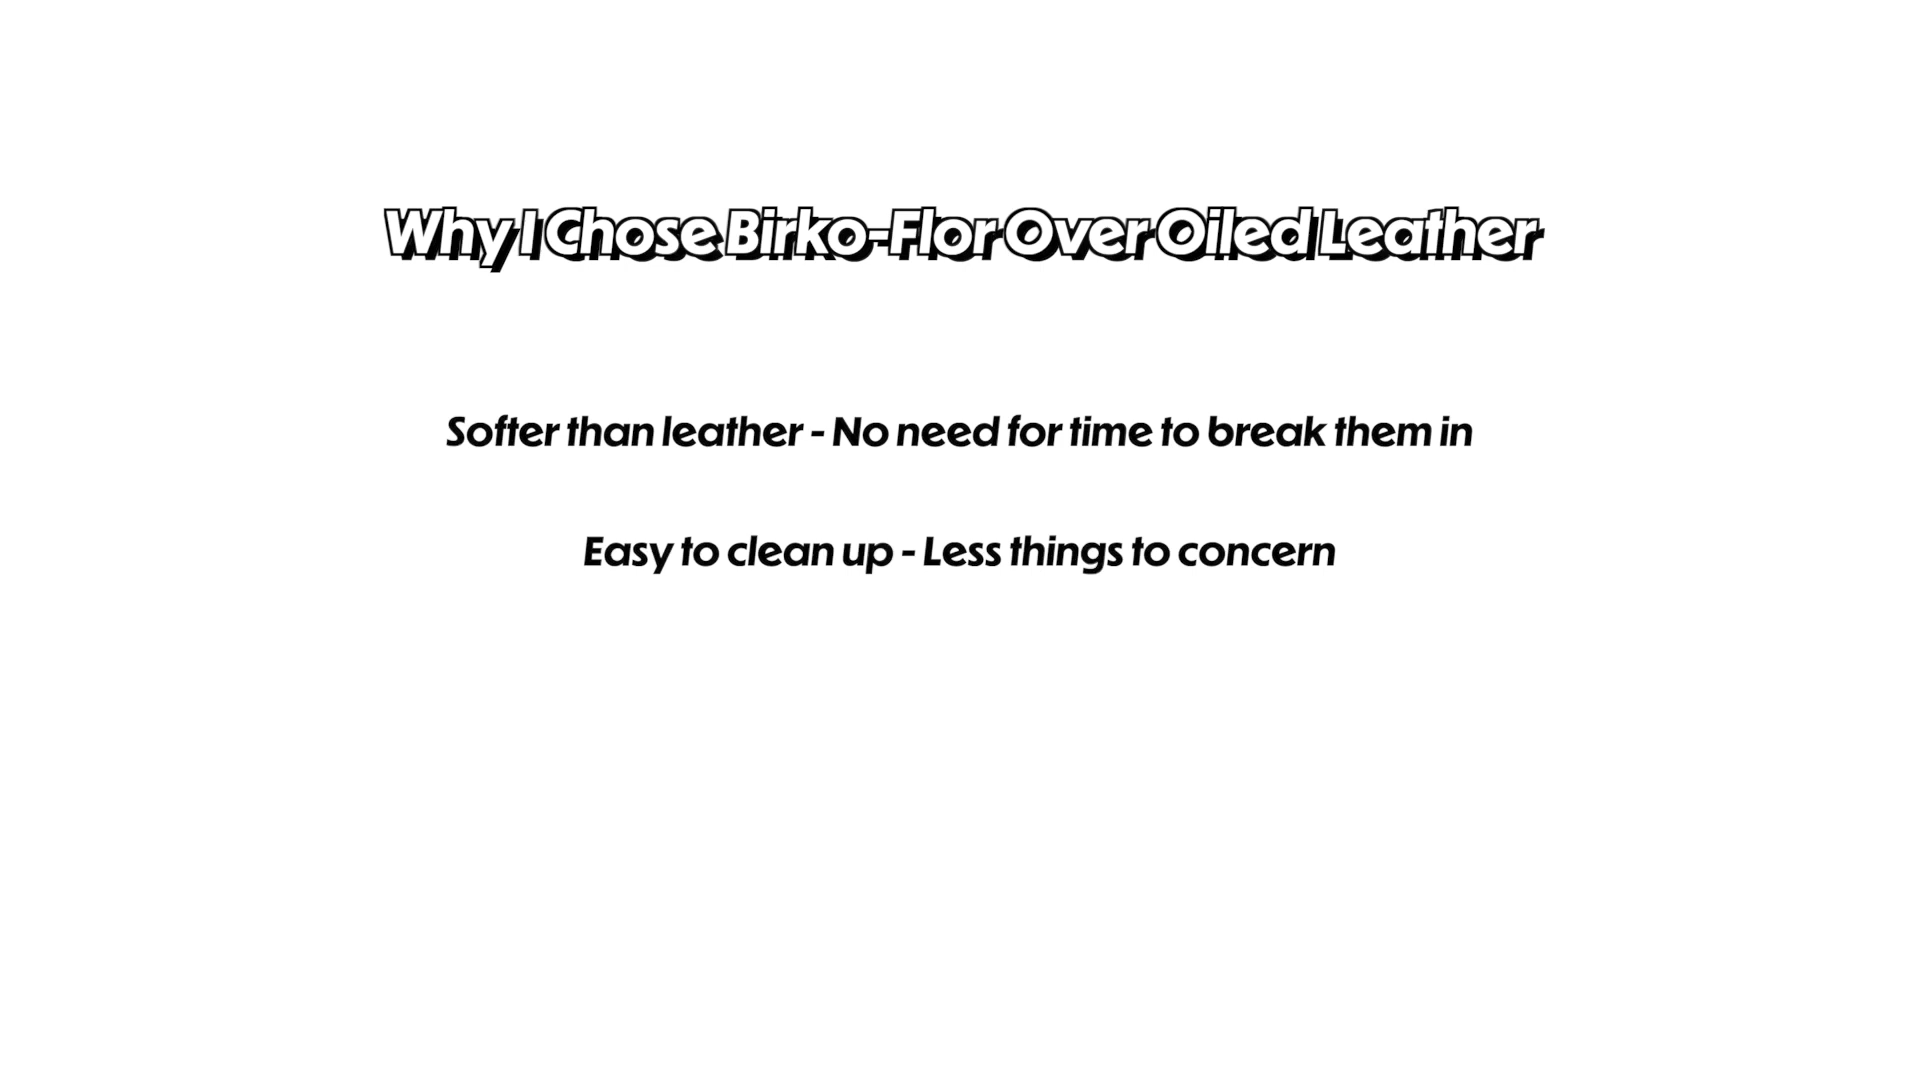 Why I Chose Birko-Flor Over Oiled Leather
Softer than leather - No need for time to break them in
Easy to clean up - Less things to concern